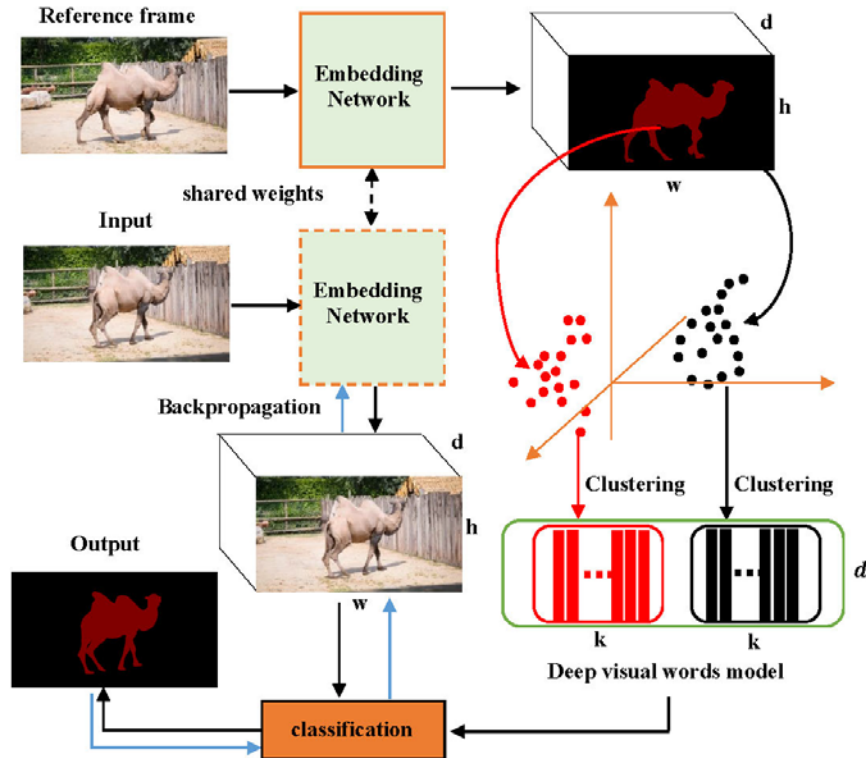 Reference frame
Embedding
Network
d
h
w
shared weights
Input
Embedding
Network
Backpropagation
d
h
w
Clustering
Clustering
d
k
k
Deep visual words model
Output
classification